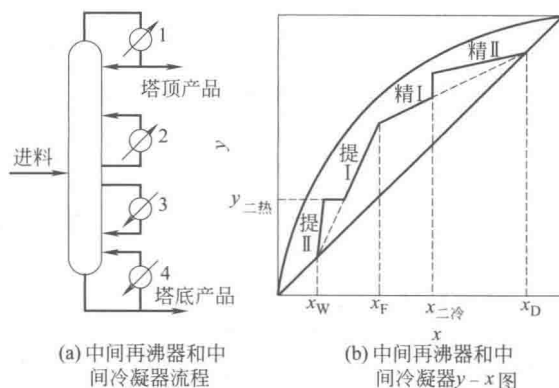 1
塔顶产品
2
进料
3
4
塔底产品
(a) 中间再沸器和中
间冷凝器流程
精Ⅱ
精Ⅰ
y
提
Ⅰ
y二热
提
Ⅱ
xW
xF
x二冷
xD
x
(b) 中间再沸器和中
间冷凝器y－x图